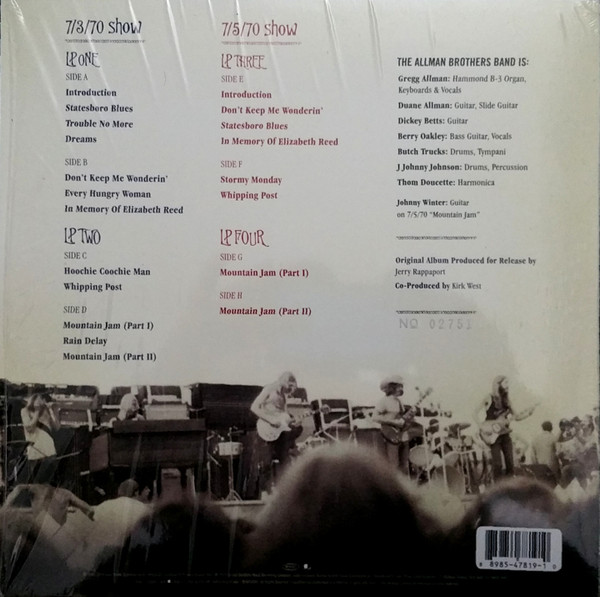 7/3/70 Show
LP ONE
SIDE A
Introduction
Statesboro Blues
Trouble No More
Dreams
SIDE B
Don't Keep Me Wonderin'
Every Hungry Woman
In Memory Of Elizabeth Reed
LP TWO
SIDE C
Hoochie Coochie Man
Whipping Post
SIDE D
Mountain Jam (Part I)
Rain Delay
Mountain Jam (Part II)
7/5/70 Show
LP THREE
SIDE E
Introduction
Don't Keep Me Wonderin'
Statesboro Blues
In Memory Of Elizabeth Reed
SIDE F
Stormy Monday
Whipping Post
LP FOUR
SIDE G
Mountain Jam (Part I)
SIDE H
Mountain Jam (Part II)
THE ALLMAN BROTHERS BAND IS:
Gregg Allman: Hammond B-3 Organ,
Keyboards & Vocals
Duane Allman: Guitar, Slide Guitar
Dickey Betts: Guitar
Berry Oakley: Bass Guitar, Vocals
Butch Trucks: Drums, Tympani
J Johnny Johnson: Drums, Percussion
Thom Doucette: Harmonica
Johnny Winter: Guitar
on 7/5/70 "Mountain Jam"
Original Album Produced for Release by
Jerry Rappaport
Co-Produced by Kirk West
NO 02753
8 8985-47819-1 0